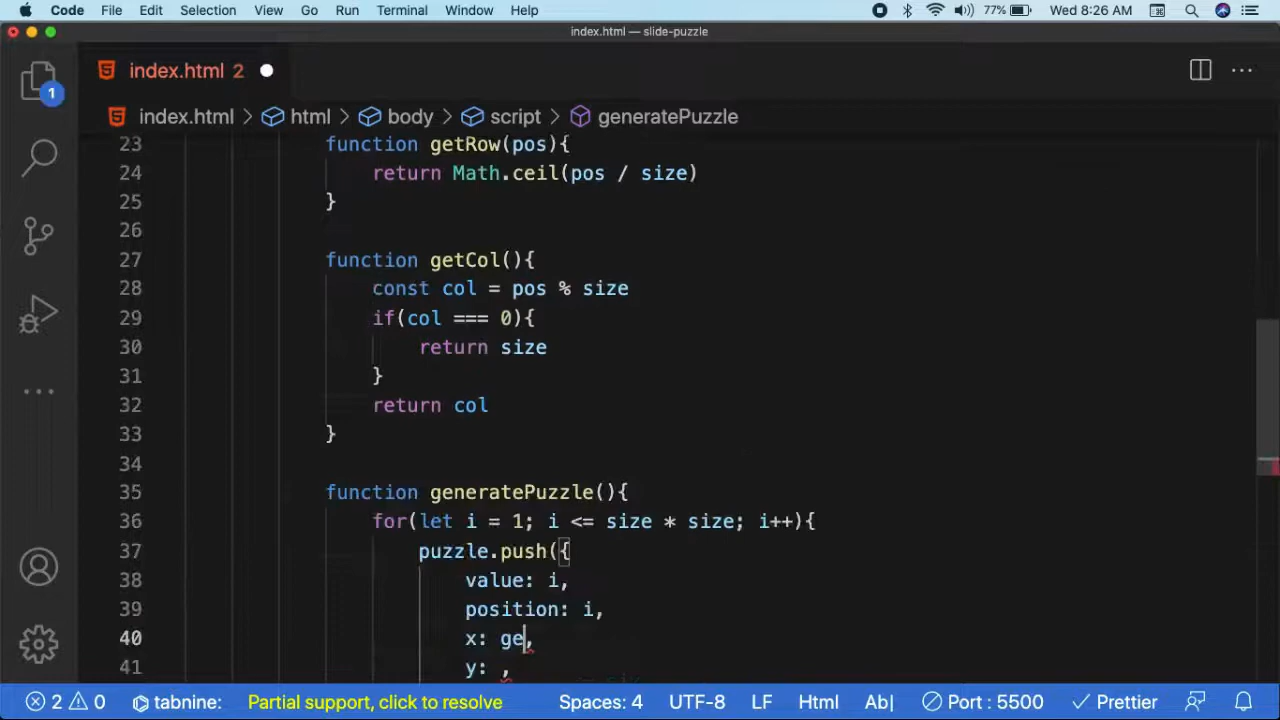 Code File Edit Selection View Go Run Terminal Window Help 77% Wed 8:26 AM
index.html — slide-puzzle
index.html 2
index.html > html > body > script > generatePuzzle
23 function getRow(pos){
24 return Math.ceil(pos / size)
25 }
26
27 function getCol(){
28 const col = pos % size
29 if(col === 0){
30 return size
31 }
32 return col
33 }
34
35 function generatePuzzle(){
36 for(let i = 1; i <= size * size; i++){
37 puzzle.push({
38 value: i,
39 position: i,
40 x: ge,
41 y: ,
1
2 0 tabnine: Partial support, click to resolve Spaces: 4 UTF-8 LF Html Ab| Port : 5500 Prettier